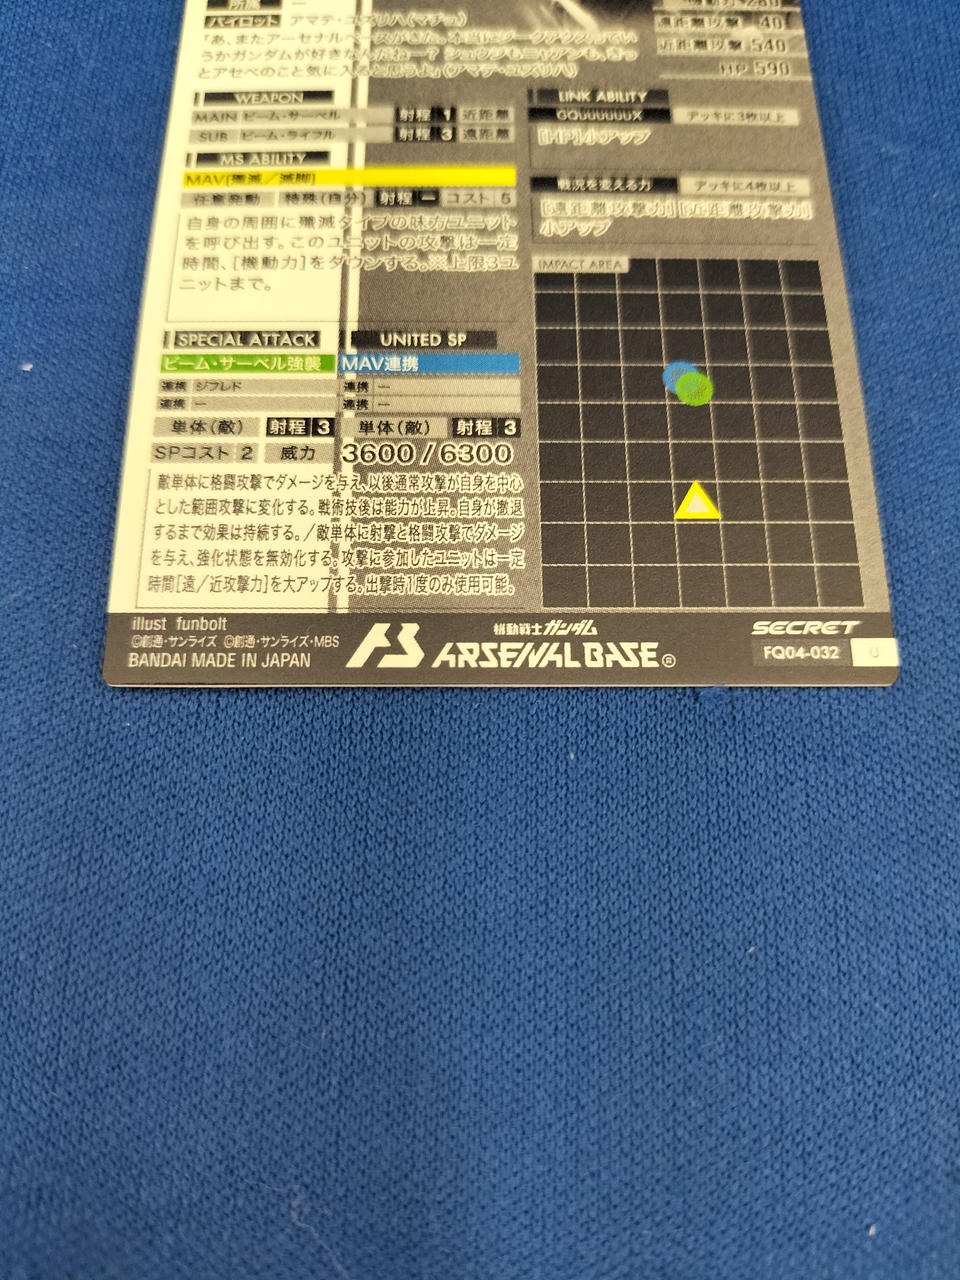 所属 ー
パイロット アマテ・ユズリハ(マチュ)
「あ、またアーセナルベースがきた。本当にジークアクスってい
うかガンダムが好きなんだねー? シュウジもニャアンも、きっ
とアセベのこと気に入ると思うよ」(アマテ・ユズリハ)
機動力 280
遠距離攻撃 40
近距離攻撃 540
HP 590
WEAPON
MAIN ビーム・サーベル 射程 1 近距離
SUB ビーム・ライフル 射程 3 遠距離
MS ABILITY
MAV[殲滅/滅脚]
任意発動 特殊(自分) 射程 ー コスト 5
自身の周囲に殲滅タイプの味方ユニット
を呼び出す。このユニットの攻撃は一定
時間、[機動力]をダウンする。※上限3ユ
ニットまで。
LINK ABILITY
GQUUUUUUX デッキに3枚以上
[HP]小アップ
戦況を変える力 デッキに4枚以上
[遠距離攻撃力][近距離攻撃力]
小アップ
IMPACT AREA
SPECIAL ATTACK UNITED SP
ビーム・サーベル強襲 MAV連携
連携 ジフレド 連携 ー
連携 ー 連携 ー
単体(敵) 射程 3 単体(敵) 射程 3
SPコスト 2 威力 3600/6300
敵単体に格闘攻撃でダメージを与え、以後通常攻撃が自身を中心
とした範囲攻撃に変化する。戦術技後は能力が上昇。自身が撤退
するまで効果は持続する。/敵単体に射撃と格闘攻撃でダメージ
を与え、強化状態を無効化する。攻撃に参加したユニットは一定
時間[遠/近攻撃力]を大アップする。出撃時1度のみ使用可能。
illust funbolt
©創通・サンライズ ©創通・サンライズ・MBS
BANDAI MADE IN JAPAN
機動戦士ガンダム
ARSENAL BASE®
SECRET
FQ04-032 U